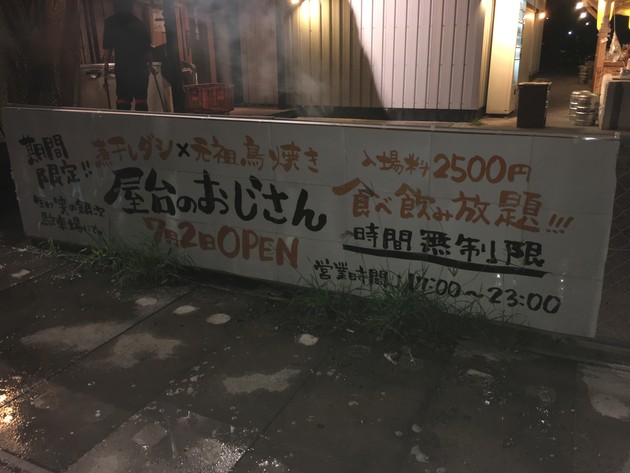 期間
限定!!
煮干しダシ×元祖鳥焼き
屋台のおじさん
7月2日OPEN
入場料2500円
食べ飲み放題!!!
時間無制限
営業時間:17:00～23:00